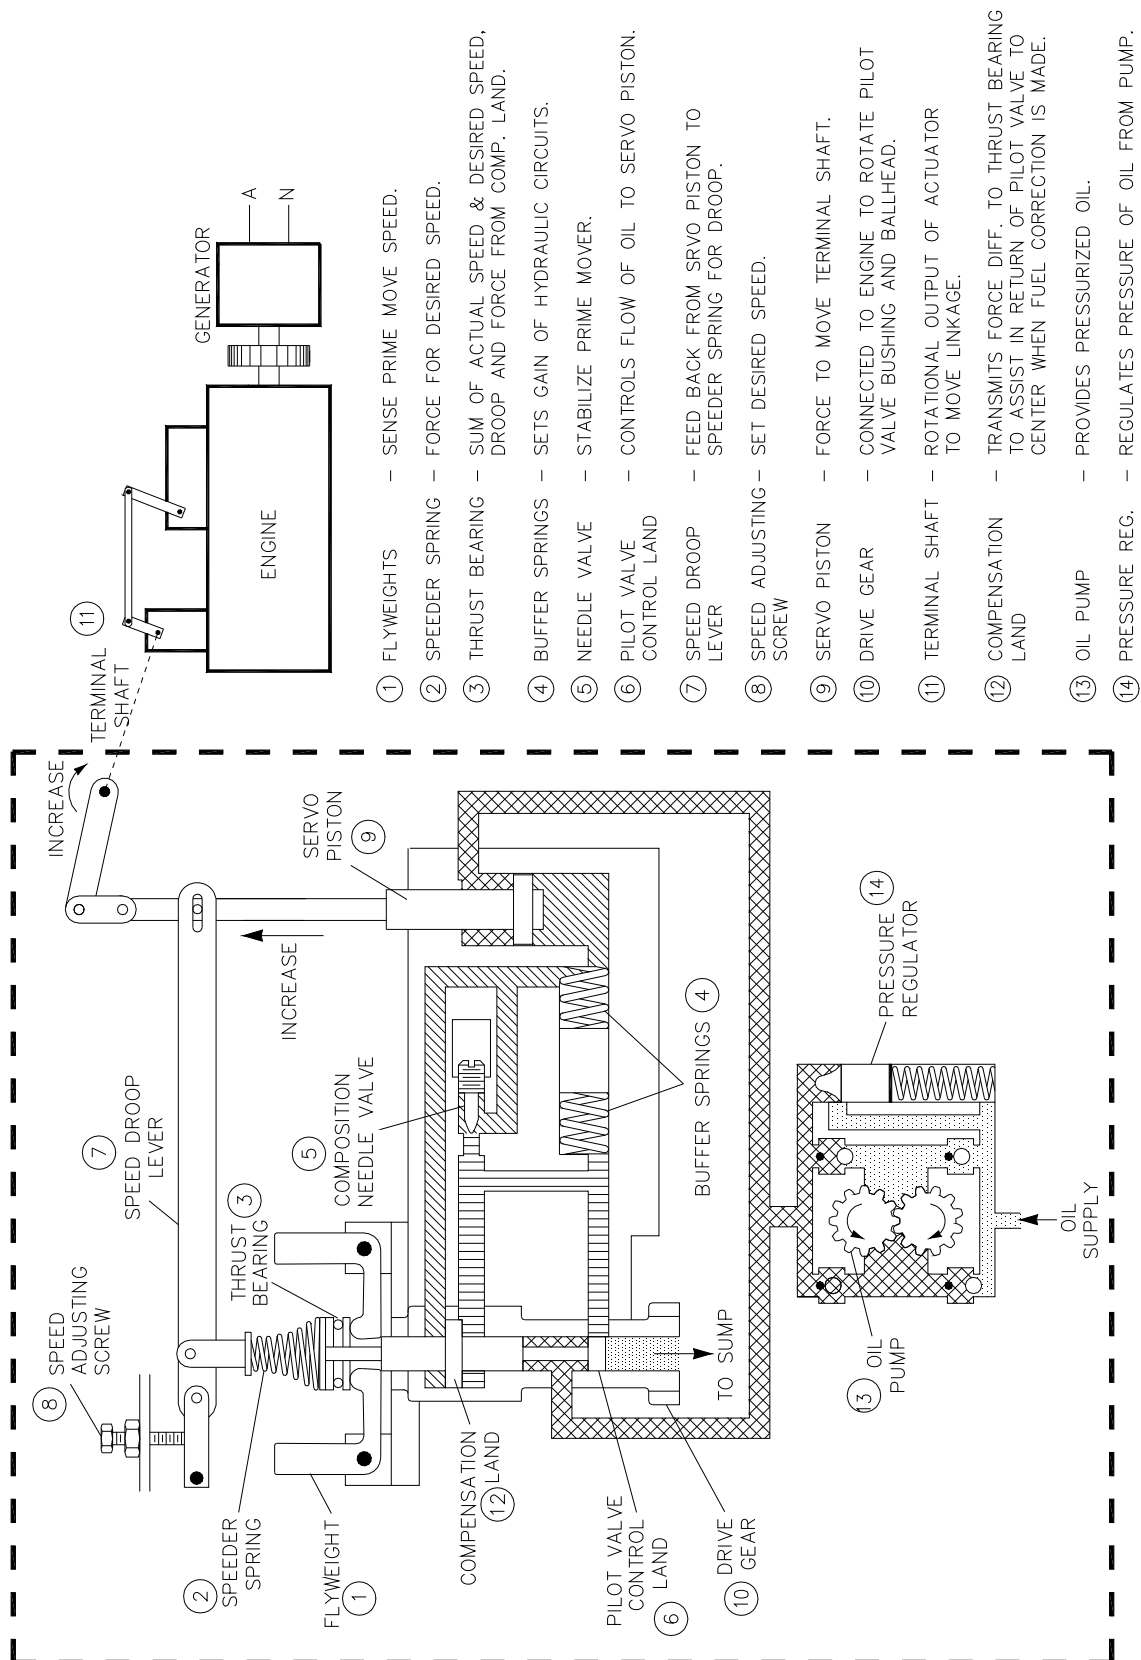 GENERATOR
A
N
ENGINE
11
TERMINAL
SHAFT
INCREASE
SERVO
PISTON
9
INCREASE
7
SPEED DROOP
LEVER
8
SPEED
ADJUSTING
SCREW
3
THRUST
BEARING
5
COMPOSITION
NEEDLE VALVE
2
SPEEDER
SPRING
FLYWEIGHT
1
COMPENSATION
12 LAND
PILOT VALVE
CONTROL
LAND
6
DRIVE
10 GEAR
TO SUMP
BUFFER SPRINGS 4
14
PRESSURE
REGULATOR
13 OIL
PUMP
OIL
SUPPLY
1 FLYWEIGHTS - SENSE PRIME MOVE SPEED.
2 SPEEDER SPRING - FORCE FOR DESIRED SPEED.
3 THRUST BEARING - SUM OF ACTUAL SPEED & DESIRED SPEED,
DROOP AND FORCE FROM COMP. LAND.
4 BUFFER SPRINGS - SETS GAIN OF HYDRAULIC CIRCUITS.
5 NEEDLE VALVE - STABILIZE PRIME MOVER.
6 PILOT VALVE - CONTROLS FLOW OF OIL TO SERVO PISTON.
CONTROL LAND
7 SPEED DROOP - FEED BACK FROM SRVO PISTON TO
LEVER SPEEDER SPRING FOR DROOP.
8 SPEED ADJUSTING - SET DESIRED SPEED.
SCREW
9 SERVO PISTON - FORCE TO MOVE TERMINAL SHAFT.
10 DRIVE GEAR - CONNECTED TO ENGINE TO ROTATE PILOT
VALVE BUSHING AND BALLHEAD.
11 TERMINAL SHAFT - ROTATIONAL OUTPUT OF ACTUATOR
TO MOVE LINKAGE.
12 COMPENSATION - TRANSMITS FORCE DIFF. TO THRUST BEARING
LAND TO ASSIST IN RETURN OF PILOT VALVE TO
CENTER WHEN FUEL CORRECTION IS MADE.
13 OIL PUMP - PROVIDES PRESSURIZED OIL.
14 PRESSURE REG. - REGULATES PRESSURE OF OIL FROM PUMP.